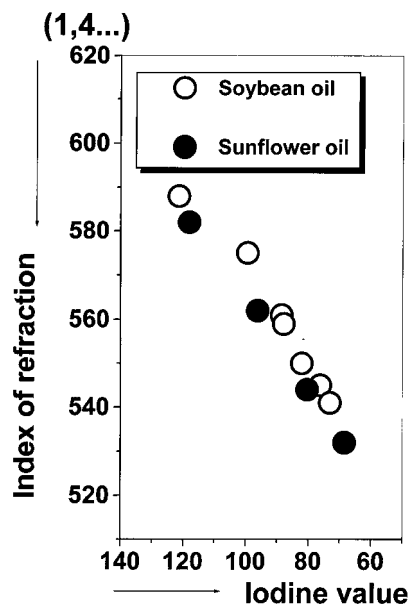 (1,4...)
620
600
580
560
540
520
Index of refraction
Soybean oil
Sunflower oil
140 120 100 80 60
Iodine value